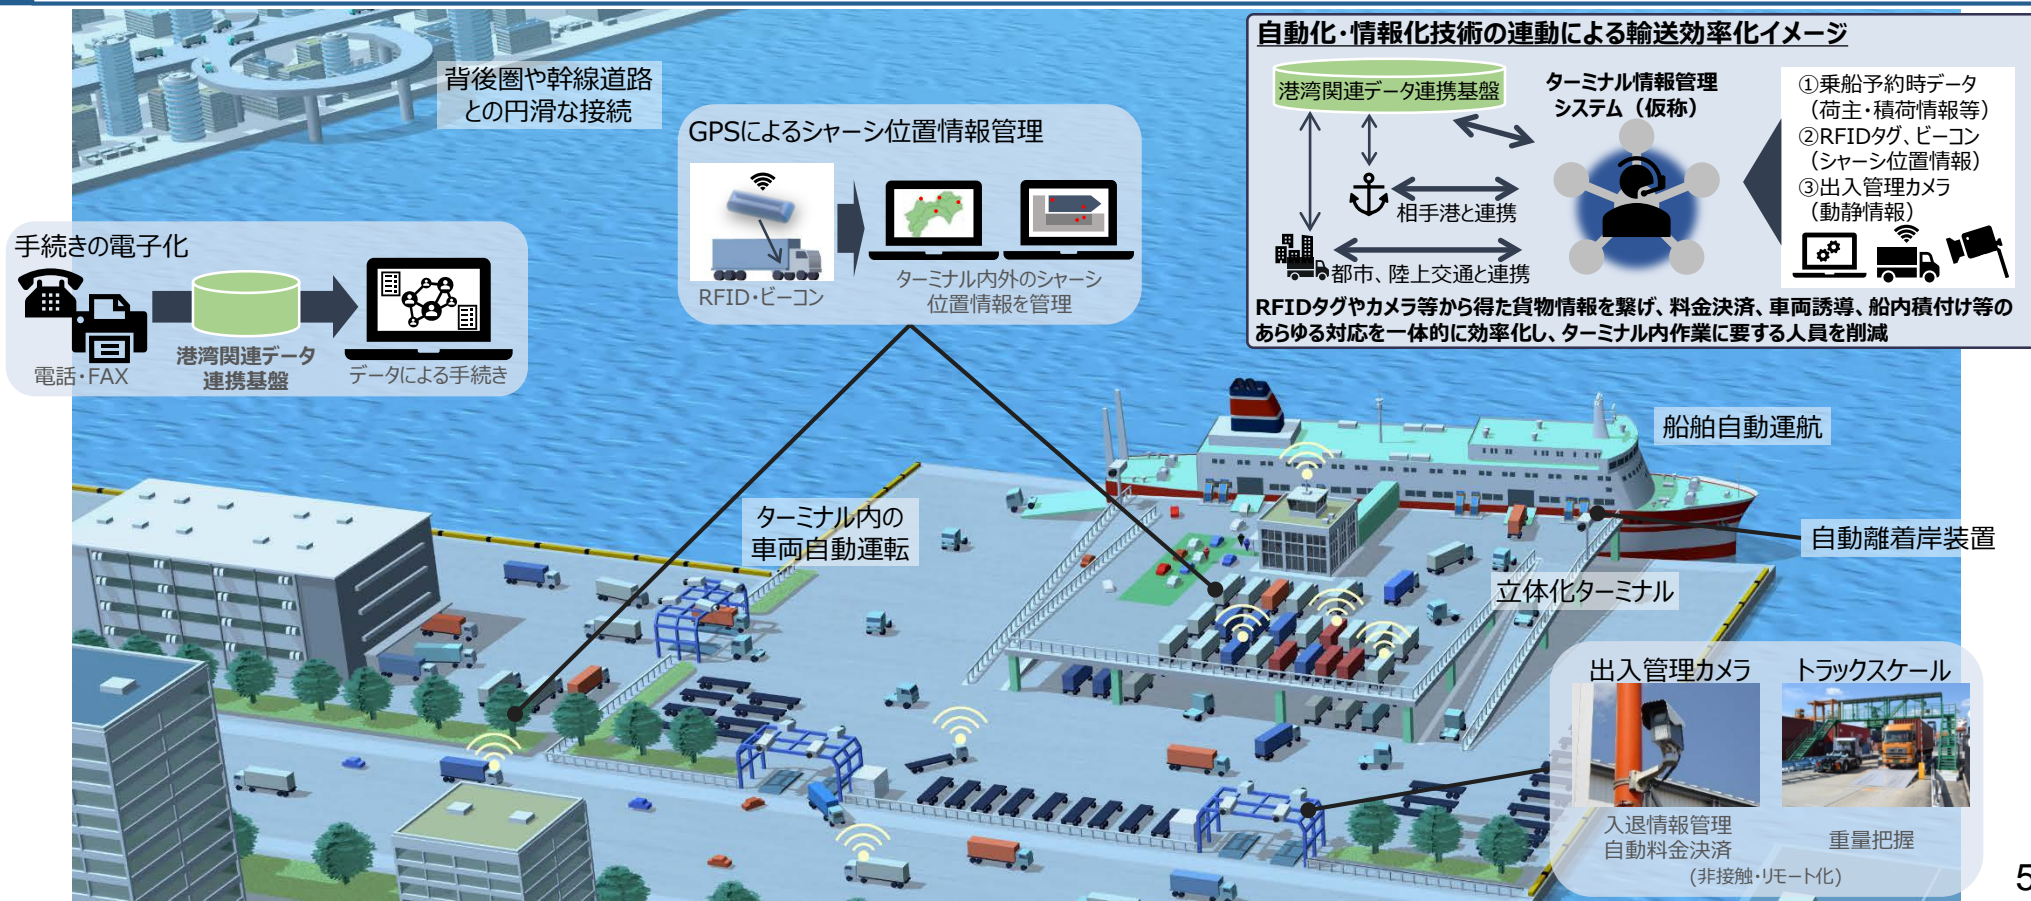 背後圏や幹線道路
との円滑な接続
手続きの電子化
電話・FAX
港湾関連データ
連携基盤
データによる手続き
GPSによるシャーシ位置情報管理
RFID・ビーコン
ターミナル内外のシャーシ
位置情報を管理
自動化・情報化技術の連動による輸送効率化イメージ
港湾関連データ連携基盤
ターミナル情報管理
システム（仮称）
相手港と連携
都市、陸上交通と連携
①乗船予約時データ
（荷主・積荷情報等）
②RFIDタグ、ビーコン
（シャーシ位置情報）
③出入管理カメラ
（動静情報）
RFIDタグやカメラ等から得た貨物情報を繋げ、料金決済、車両誘導、船内積付け等の
あらゆる対応を一体的に効率化し、ターミナル内作業に要する人員を削減
船舶自動運航
ターミナル内の
車両自動運転
自動離着岸装置
立体化ターミナル
出入管理カメラ
入退情報管理
自動料金決済
トラックスケール
重量把握
(非接触・リモート化)
5